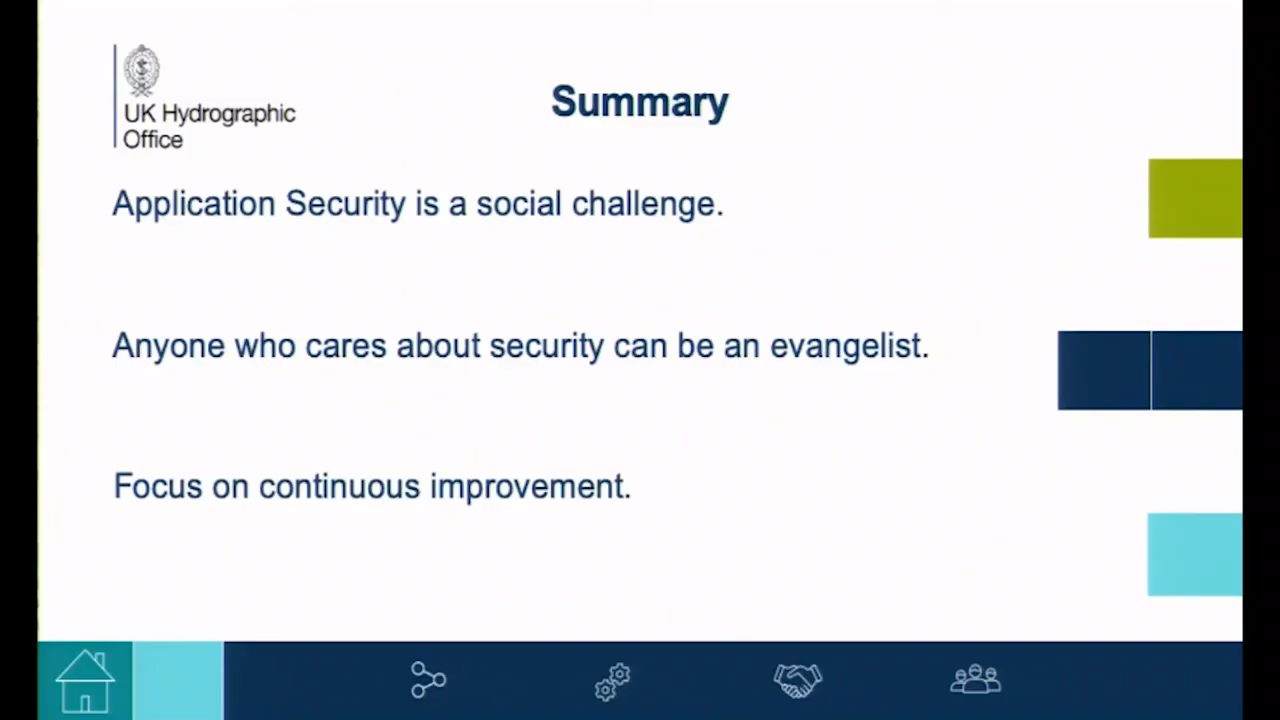 UK Hydrographic
Office
Summary
Application Security is a social challenge.
Anyone who cares about security can be an evangelist.
Focus on continuous improvement.